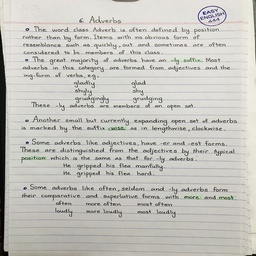 6. Adverbs
EASY
ENGLISH
4U
The word class Adverb is often defined by position
rather than by form. Items with no obvious form of
resemblance such as quickly, out and sometimes are often
considered to be members of this class.
The great majority of adverbs have an -ly suffix. Most
adverbs in this category are formed from adjectives and the
ing-form of verbs, eg.
gladly glad
shyly shy
grudgingly grudging
These -ly adverbs are members of an open set.
Another small but currently expanding open set of adverbs
is marked by the suffix -wise as in lengthwise, clockwise.
Some adverbs like adjectives, have -er and -est forms.
These are distinguished from the adjectives by their typical
position which is the same as that for -ly adverbs.
He gripped his flex manfully.
He gripped his flex hard.
Some adverbs like often, seldom and -ly adverbs form
their comparative and superlative forms with more and most.
often more often most often
loudly more loudly most loudly